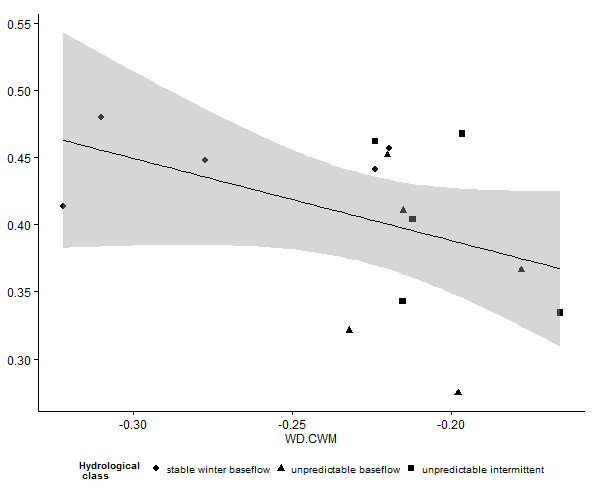 0.55
0.50
0.45
0.40
0.35
0.30
-0.30 -0.25 -0.20
WD.CWM
Hydrological
class
stable winter baseflow unpredictable baseflow unpredictable intermittent